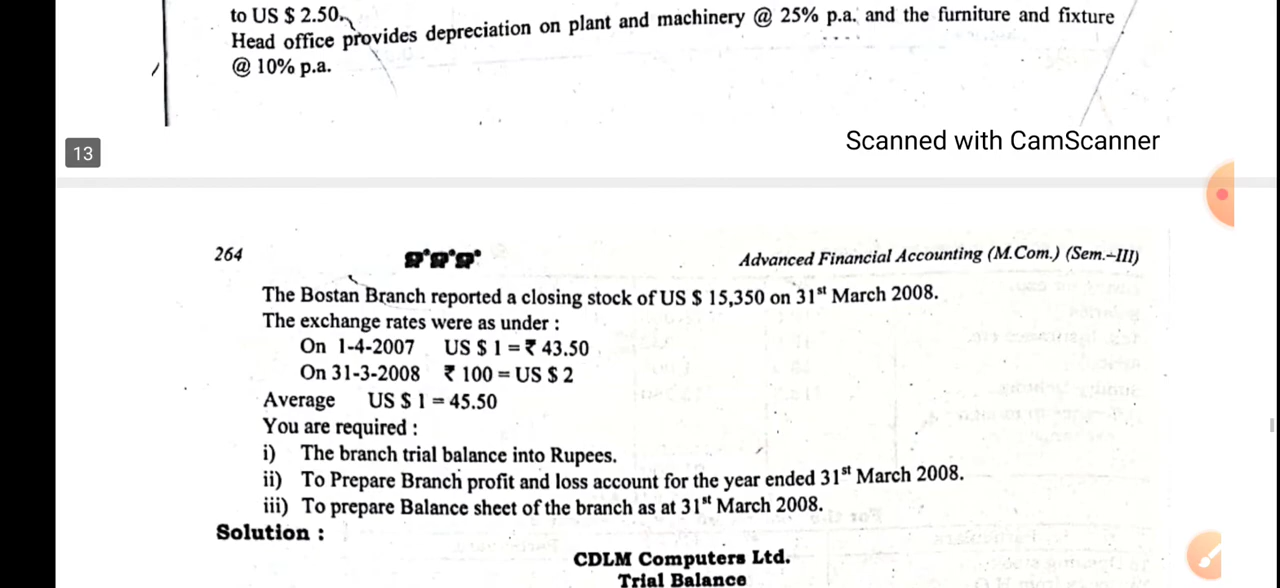 to US $ 2.50.
Head office provides depreciation on plant and machinery @ 25% p.a. and the furniture and fixture
@ 10% p.a.
Scanned with CamScanner
13
264
Advanced Financial Accounting (M.Com.) (Sem.-III)
The Bostan Branch reported a closing stock of US $ 15,350 on 31st March 2008.
The exchange rates were as under :
On 1-4-2007 US $ 1 = ₹ 43.50
On 31-3-2008 ₹ 100 = US $ 2
Average US $ 1 = 45.50
You are required :
i) The branch trial balance into Rupees.
ii) To Prepare Branch profit and loss account for the year ended 31st March 2008.
iii) To prepare Balance sheet of the branch as at 31st March 2008.
Solution :
CDLM Computers Ltd.
Trial Balance